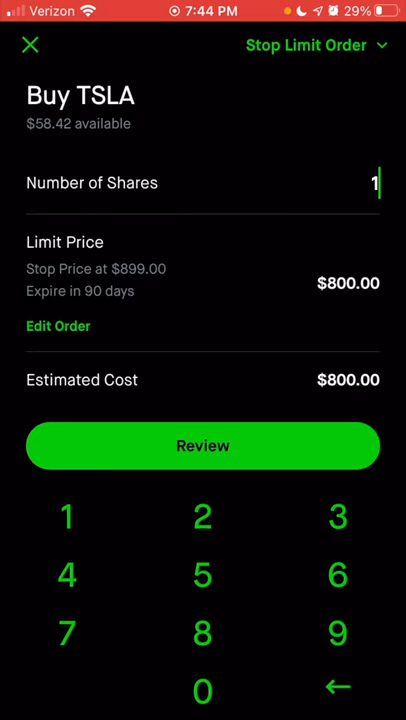 Verizon 7:44 PM 29%
Stop Limit Order
Buy TSLA
$58.42 available
Number of Shares 1
Limit Price
Stop Price at $899.00
Expire in 90 days
$800.00
Edit Order
Estimated Cost $800.00
Review
1 2 3
4 5 6
7 8 9
0